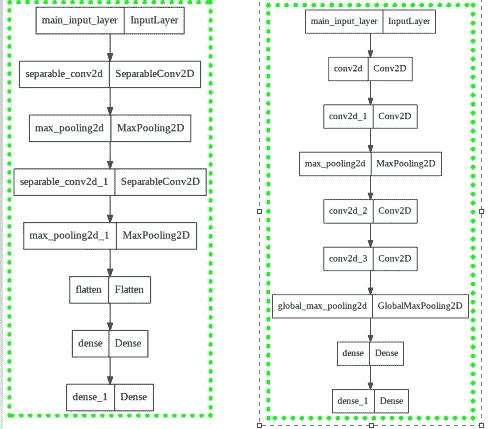 main_input_layer InputLayer
separable_conv2d SeparableConv2D
max_pooling2d MaxPooling2D
separable_conv2d_1 SeparableConv2D
max_pooling2d_1 MaxPooling2D
flatten Flatten
dense Dense
dense_1 Dense
main_input_layer InputLayer
conv2d Conv2D
conv2d_1 Conv2D
max_pooling2d MaxPooling2D
conv2d_2 Conv2D
conv2d_3 Conv2D
global_max_pooling2d GlobalMaxPooling2D
dense Dense
dense_1 Dense